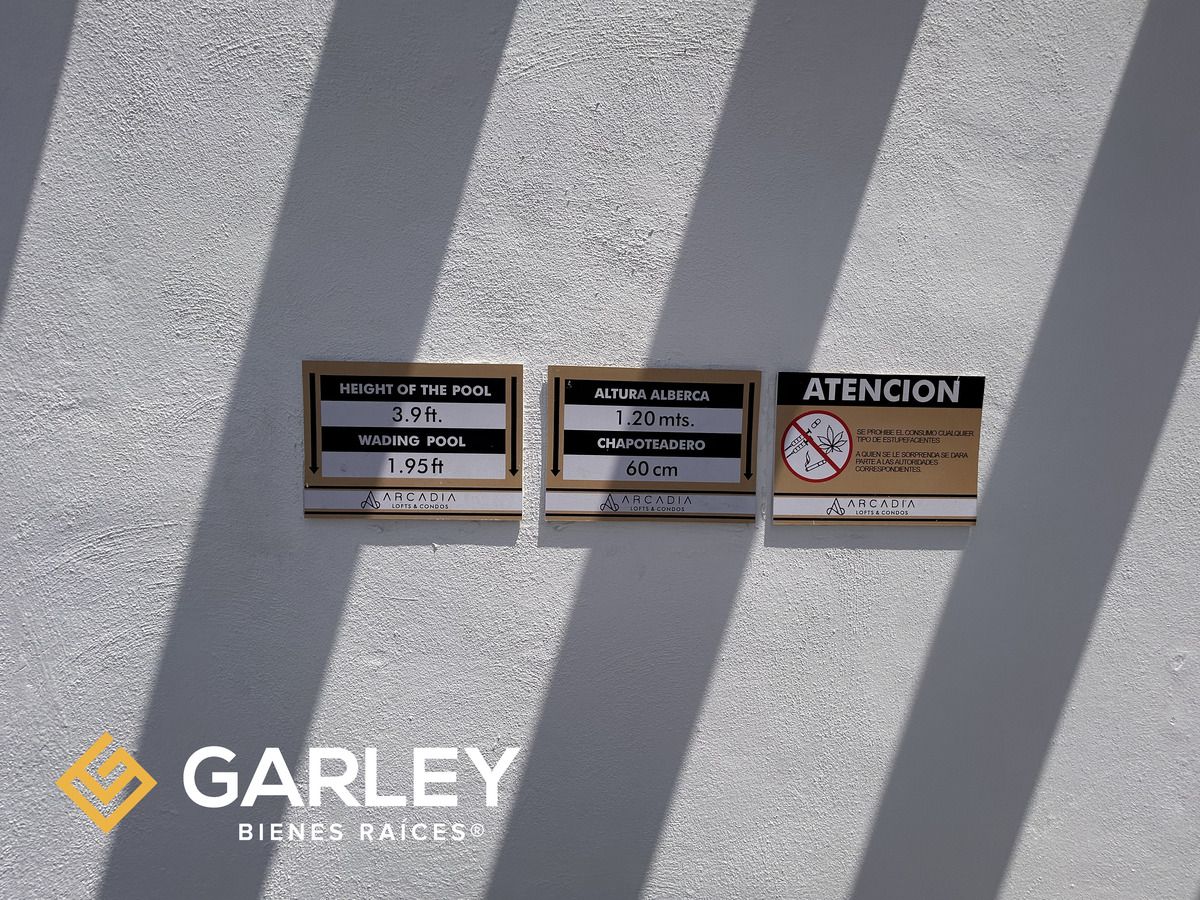 HEIGHT OF THE POOL
3.9 ft.
WADING POOL
1.95 ft
ARCADIA
LOFTS & CONDOS
ALTURA ALBERCA
1.20 mts.
CHAPOTEADERO
60 cm
ARCADIA
LOFTS & CONDOS
ATENCION
SE PROHIBE EL CONSUMO CUALQUIER
TIPO DE ESTUPEFACIENTES
A QUIEN SE LE SORPRENDA SE DARA
PARTE A LAS AUTORIDADES
CORRESPONDIENTES.
ARCADIA
LOFTS & CONDOS
GARLEY
BIENES RAÍCES®